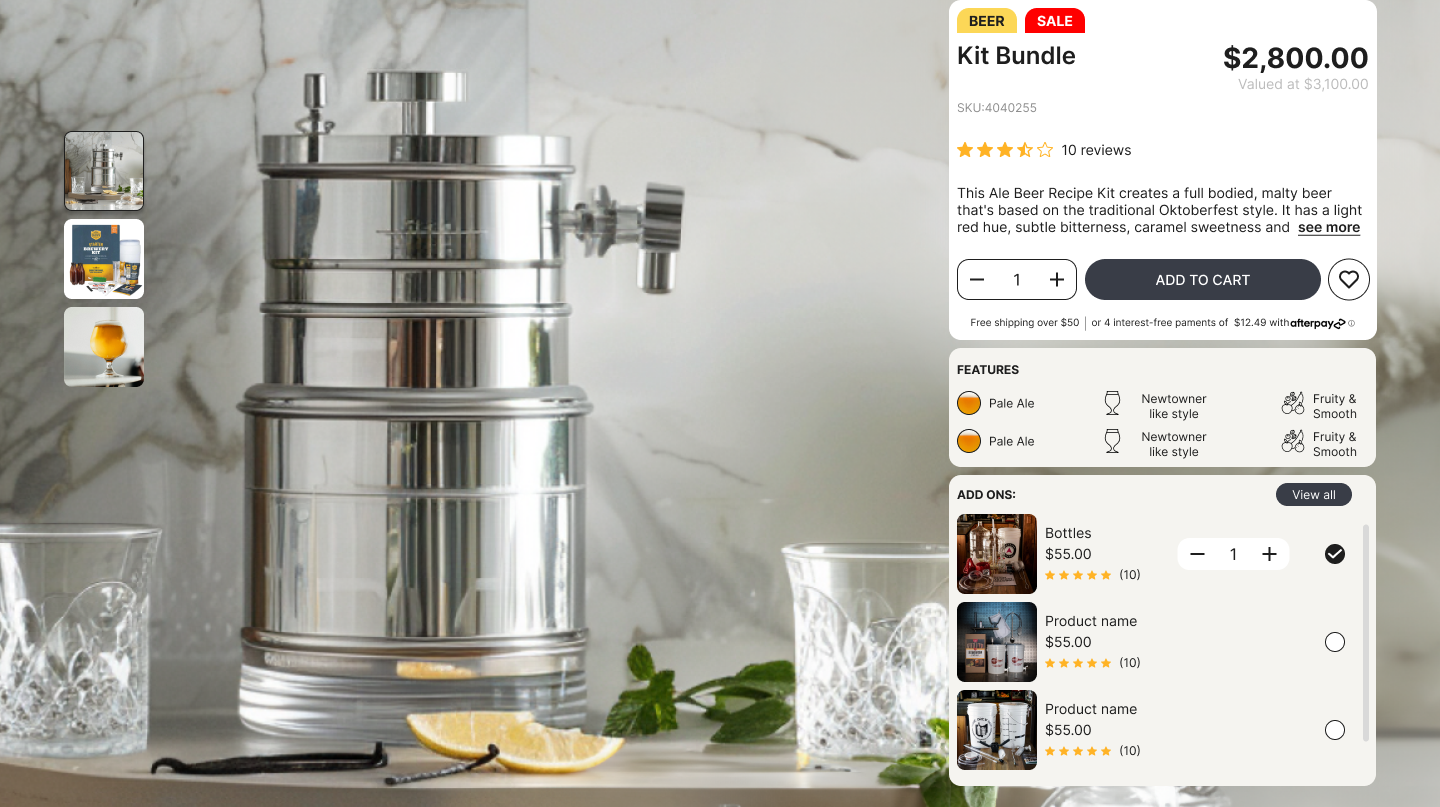 BEER
SALE
Kit Bundle
$2,800.00
Valued at $3,100.00
SKU:4040255
10 reviews
This Ale Beer Recipe Kit creates a full bodied, malty beer
that's based on the traditional Oktoberfest style. It has a light
red hue, subtle bitterness, caramel sweetness and see more
1
ADD TO CART
Free shipping over $50 | or 4 interest-free paments of $12.49 with afterpay
FEATURES
Pale Ale
Newtowner
like style
Fruity &
Smooth
Pale Ale
Newtowner
like style
Fruity &
Smooth
ADD ONS:
View all
Bottles
$55.00
(10)
1
Product name
$55.00
(10)
Product name
$55.00
(10)
BREWERY
KIT